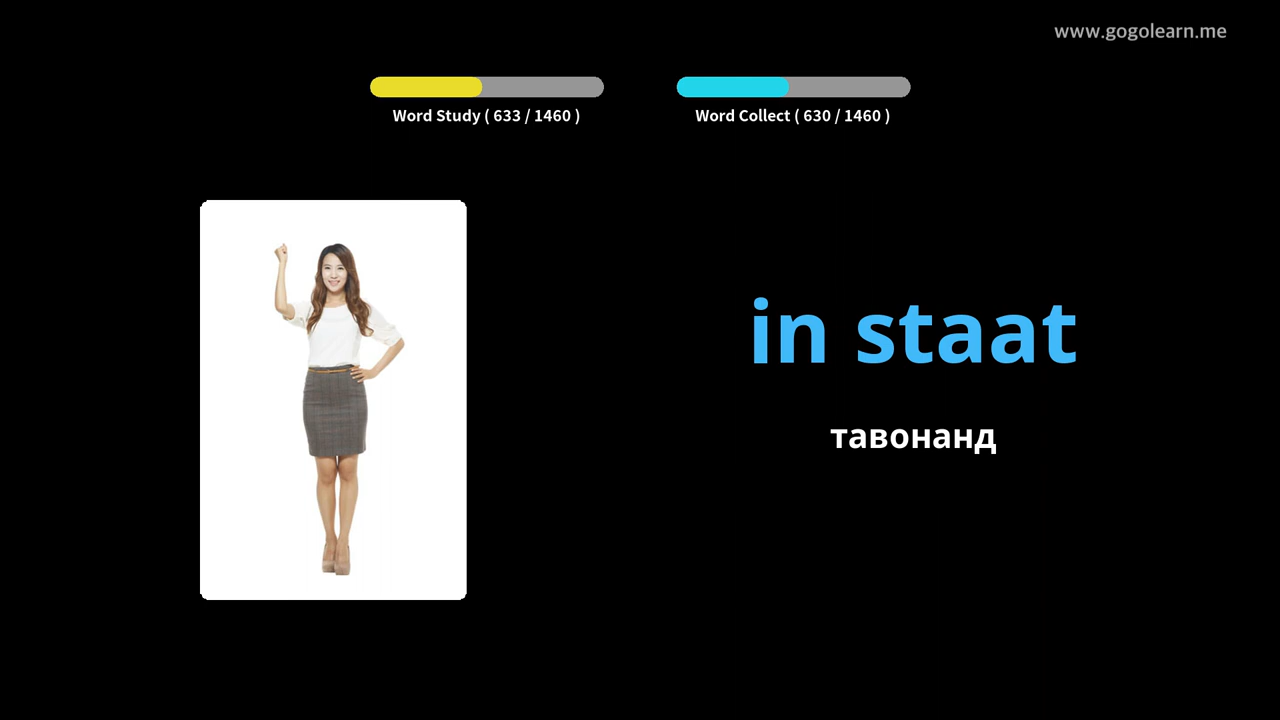 www.gogolearn.me
Word Study ( 633 / 1460 )
Word Collect ( 630 / 1460 )
in staat
тавонанд